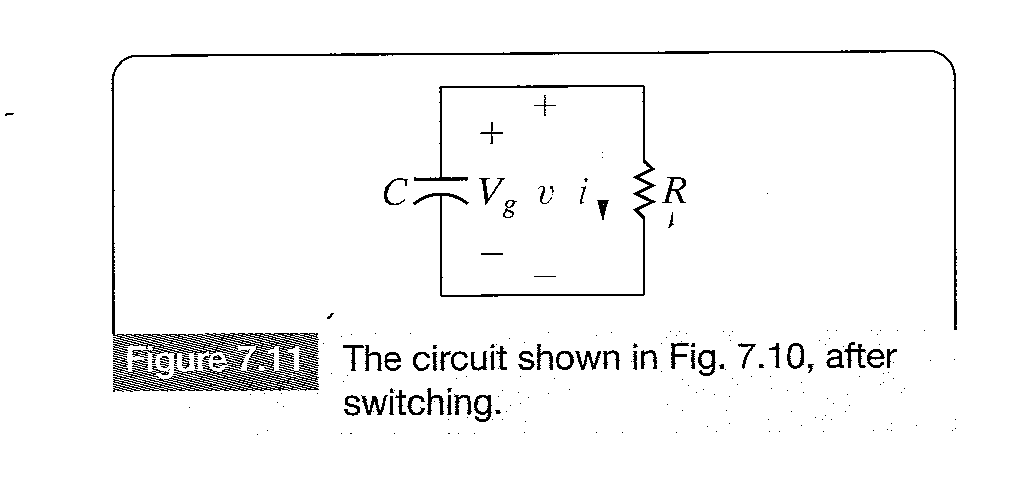 +
+
C V_g v i R
−
−
Figure 7.11 The circuit shown in Fig. 7.10, after
switching.